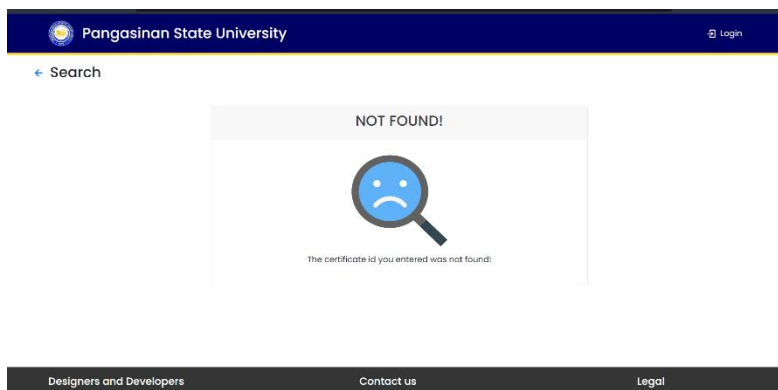 Pangasinan State University
Login
← Search
NOT FOUND!
The certificate id you entered was not found!
Designers and Developers
Contact us
Legal